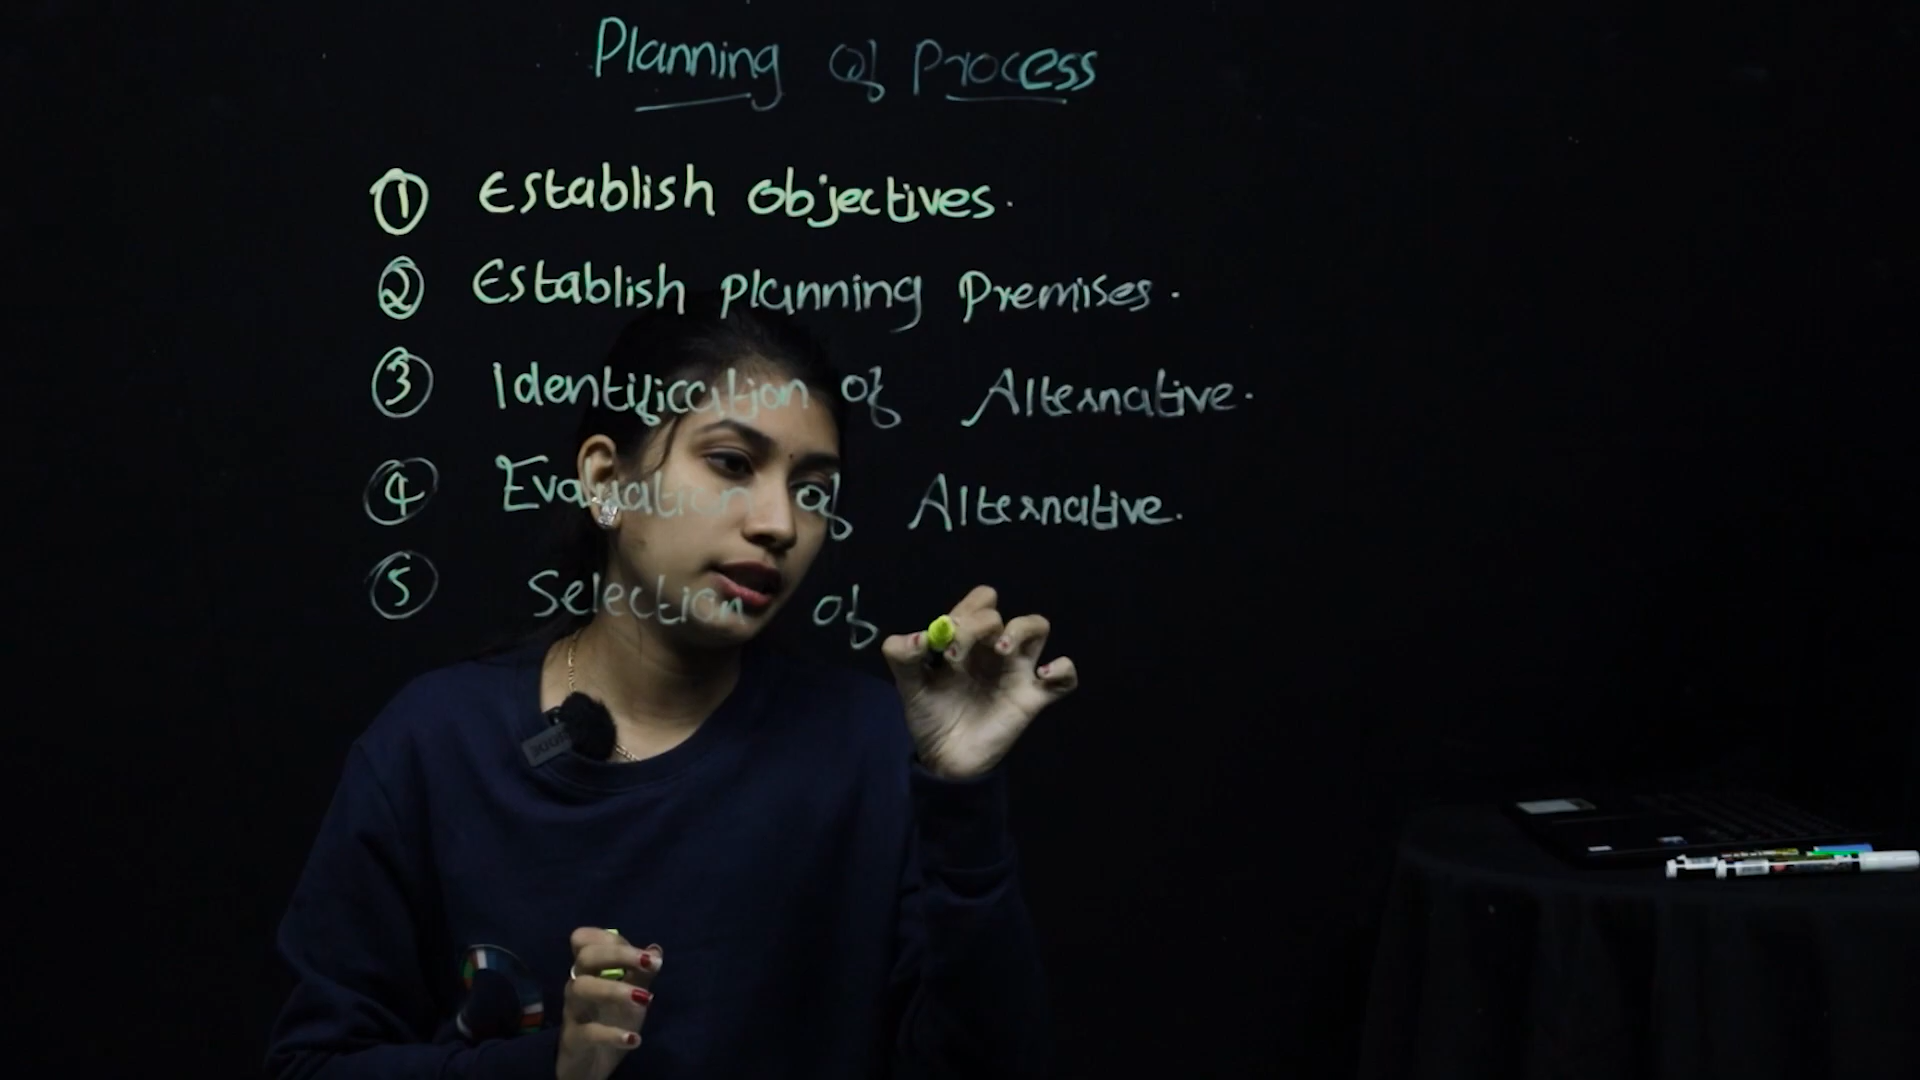 Planning of Process
① Establish objectives.
② Establish planning Premises.
③ Identification of Alternative.
④ Evaluation of Alternative.
⑤ Selection of